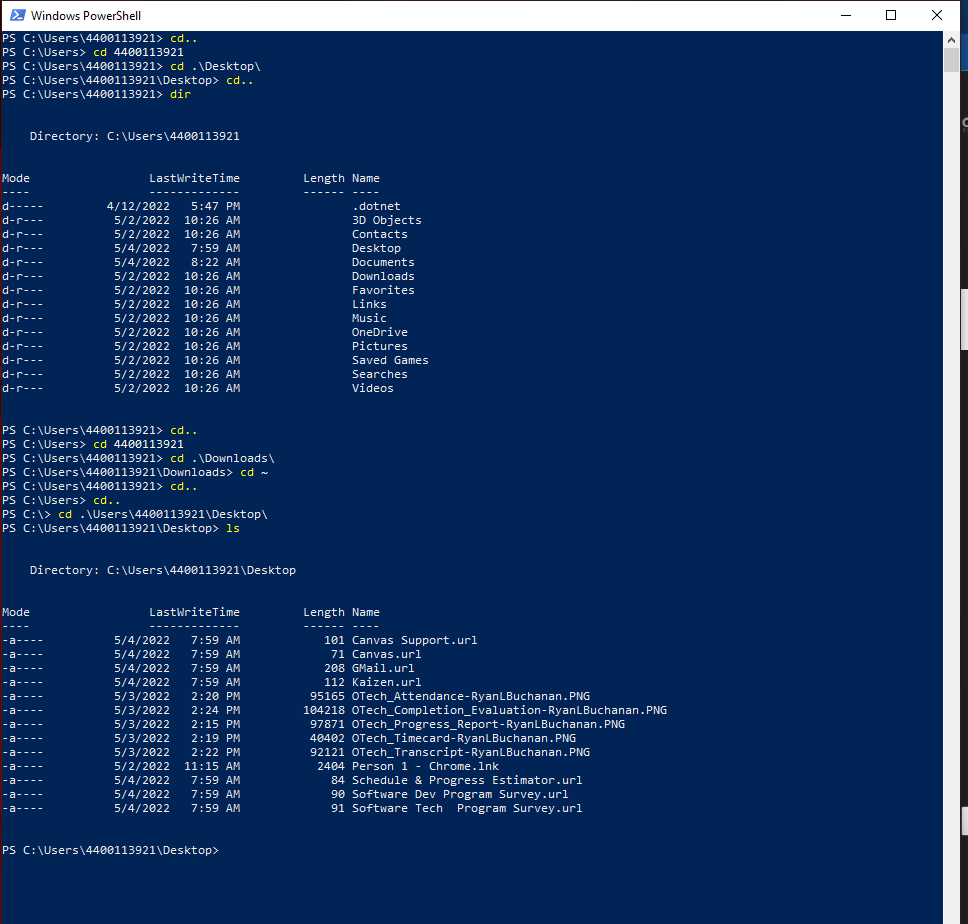 Windows PowerShell
PS C:\Users\4400113921> cd..
PS C:\Users> cd 4400113921
PS C:\Users\4400113921> cd .\Desktop\
PS C:\Users\4400113921\Desktop> cd..
PS C:\Users\4400113921> dir
Directory: C:\Users\4400113921
Mode LastWriteTime Length Name
---- ------------- ------ ----
d----- 4/12/2022 5:47 PM .dotnet
d-r--- 5/2/2022 10:26 AM 3D Objects
d-r--- 5/2/2022 10:26 AM Contacts
d-r--- 5/4/2022 7:59 AM Desktop
d-r--- 5/4/2022 8:22 AM Documents
d-r--- 5/2/2022 10:26 AM Downloads
d-r--- 5/2/2022 10:26 AM Favorites
d-r--- 5/2/2022 10:26 AM Links
d-r--- 5/2/2022 10:26 AM Music
d-r--- 5/2/2022 10:26 AM OneDrive
d-r--- 5/2/2022 10:26 AM Pictures
d-r--- 5/2/2022 10:26 AM Saved Games
d-r--- 5/2/2022 10:26 AM Searches
d-r--- 5/2/2022 10:26 AM Videos
PS C:\Users\4400113921> cd..
PS C:\Users> cd 4400113921
PS C:\Users\4400113921> cd .\Downloads\
PS C:\Users\4400113921\Downloads> cd ~
PS C:\Users\4400113921> cd..
PS C:\Users> cd..
PS C:\> cd .\Users\4400113921\Desktop\
PS C:\Users\4400113921\Desktop> ls
Directory: C:\Users\4400113921\Desktop
Mode LastWriteTime Length Name
---- ------------- ------ ----
-a---- 5/4/2022 7:59 AM 101 Canvas Support.url
-a---- 5/4/2022 7:59 AM 71 Canvas.url
-a---- 5/4/2022 7:59 AM 208 GMail.url
-a---- 5/4/2022 7:59 AM 112 Kaizen.url
-a---- 5/3/2022 2:20 PM 95165 OTech_Attendance-RyanLBuchanan.PNG
-a---- 5/3/2022 2:24 PM 104218 OTech_Completion_Evaluation-RyanLBuchanan.PNG
-a---- 5/3/2022 2:15 PM 97871 OTech_Progress_Report-RyanLBuchanan.PNG
-a---- 5/3/2022 2:19 PM 40402 OTech_Timecard-RyanLBuchanan.PNG
-a---- 5/3/2022 2:22 PM 92121 OTech_Transcript-RyanLBuchanan.PNG
-a---- 5/2/2022 11:15 AM 2404 Person 1 - Chrome.lnk
-a---- 5/4/2022 7:59 AM 84 Schedule & Progress Estimator.url
-a---- 5/4/2022 7:59 AM 90 Software Dev Program Survey.url
-a---- 5/4/2022 7:59 AM 91 Software Tech  Program Survey.url
PS C:\Users\4400113921\Desktop>